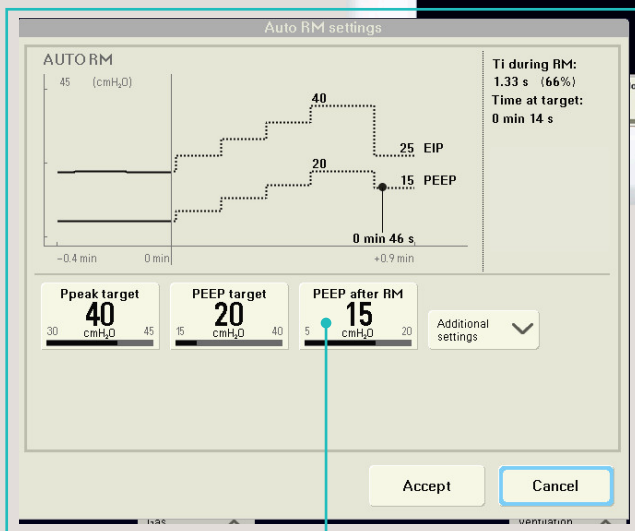 Auto RM settings
AUTO RM
45 (cmH₂O)
40
25 EIP
20
15 PEEP
0 min 46 s
−0.4 min 0 min +0.9 min
Ti during RM:
1.33 s (66%)
Time at target:
0 min 14 s
Ppeak target
40
30 cmH₂O 45
PEEP target
20
15 cmH₂O 40
PEEP after RM
15
5 cmH₂O 20
Additional
settings
Accept
Cancel
Gas
Ventilation